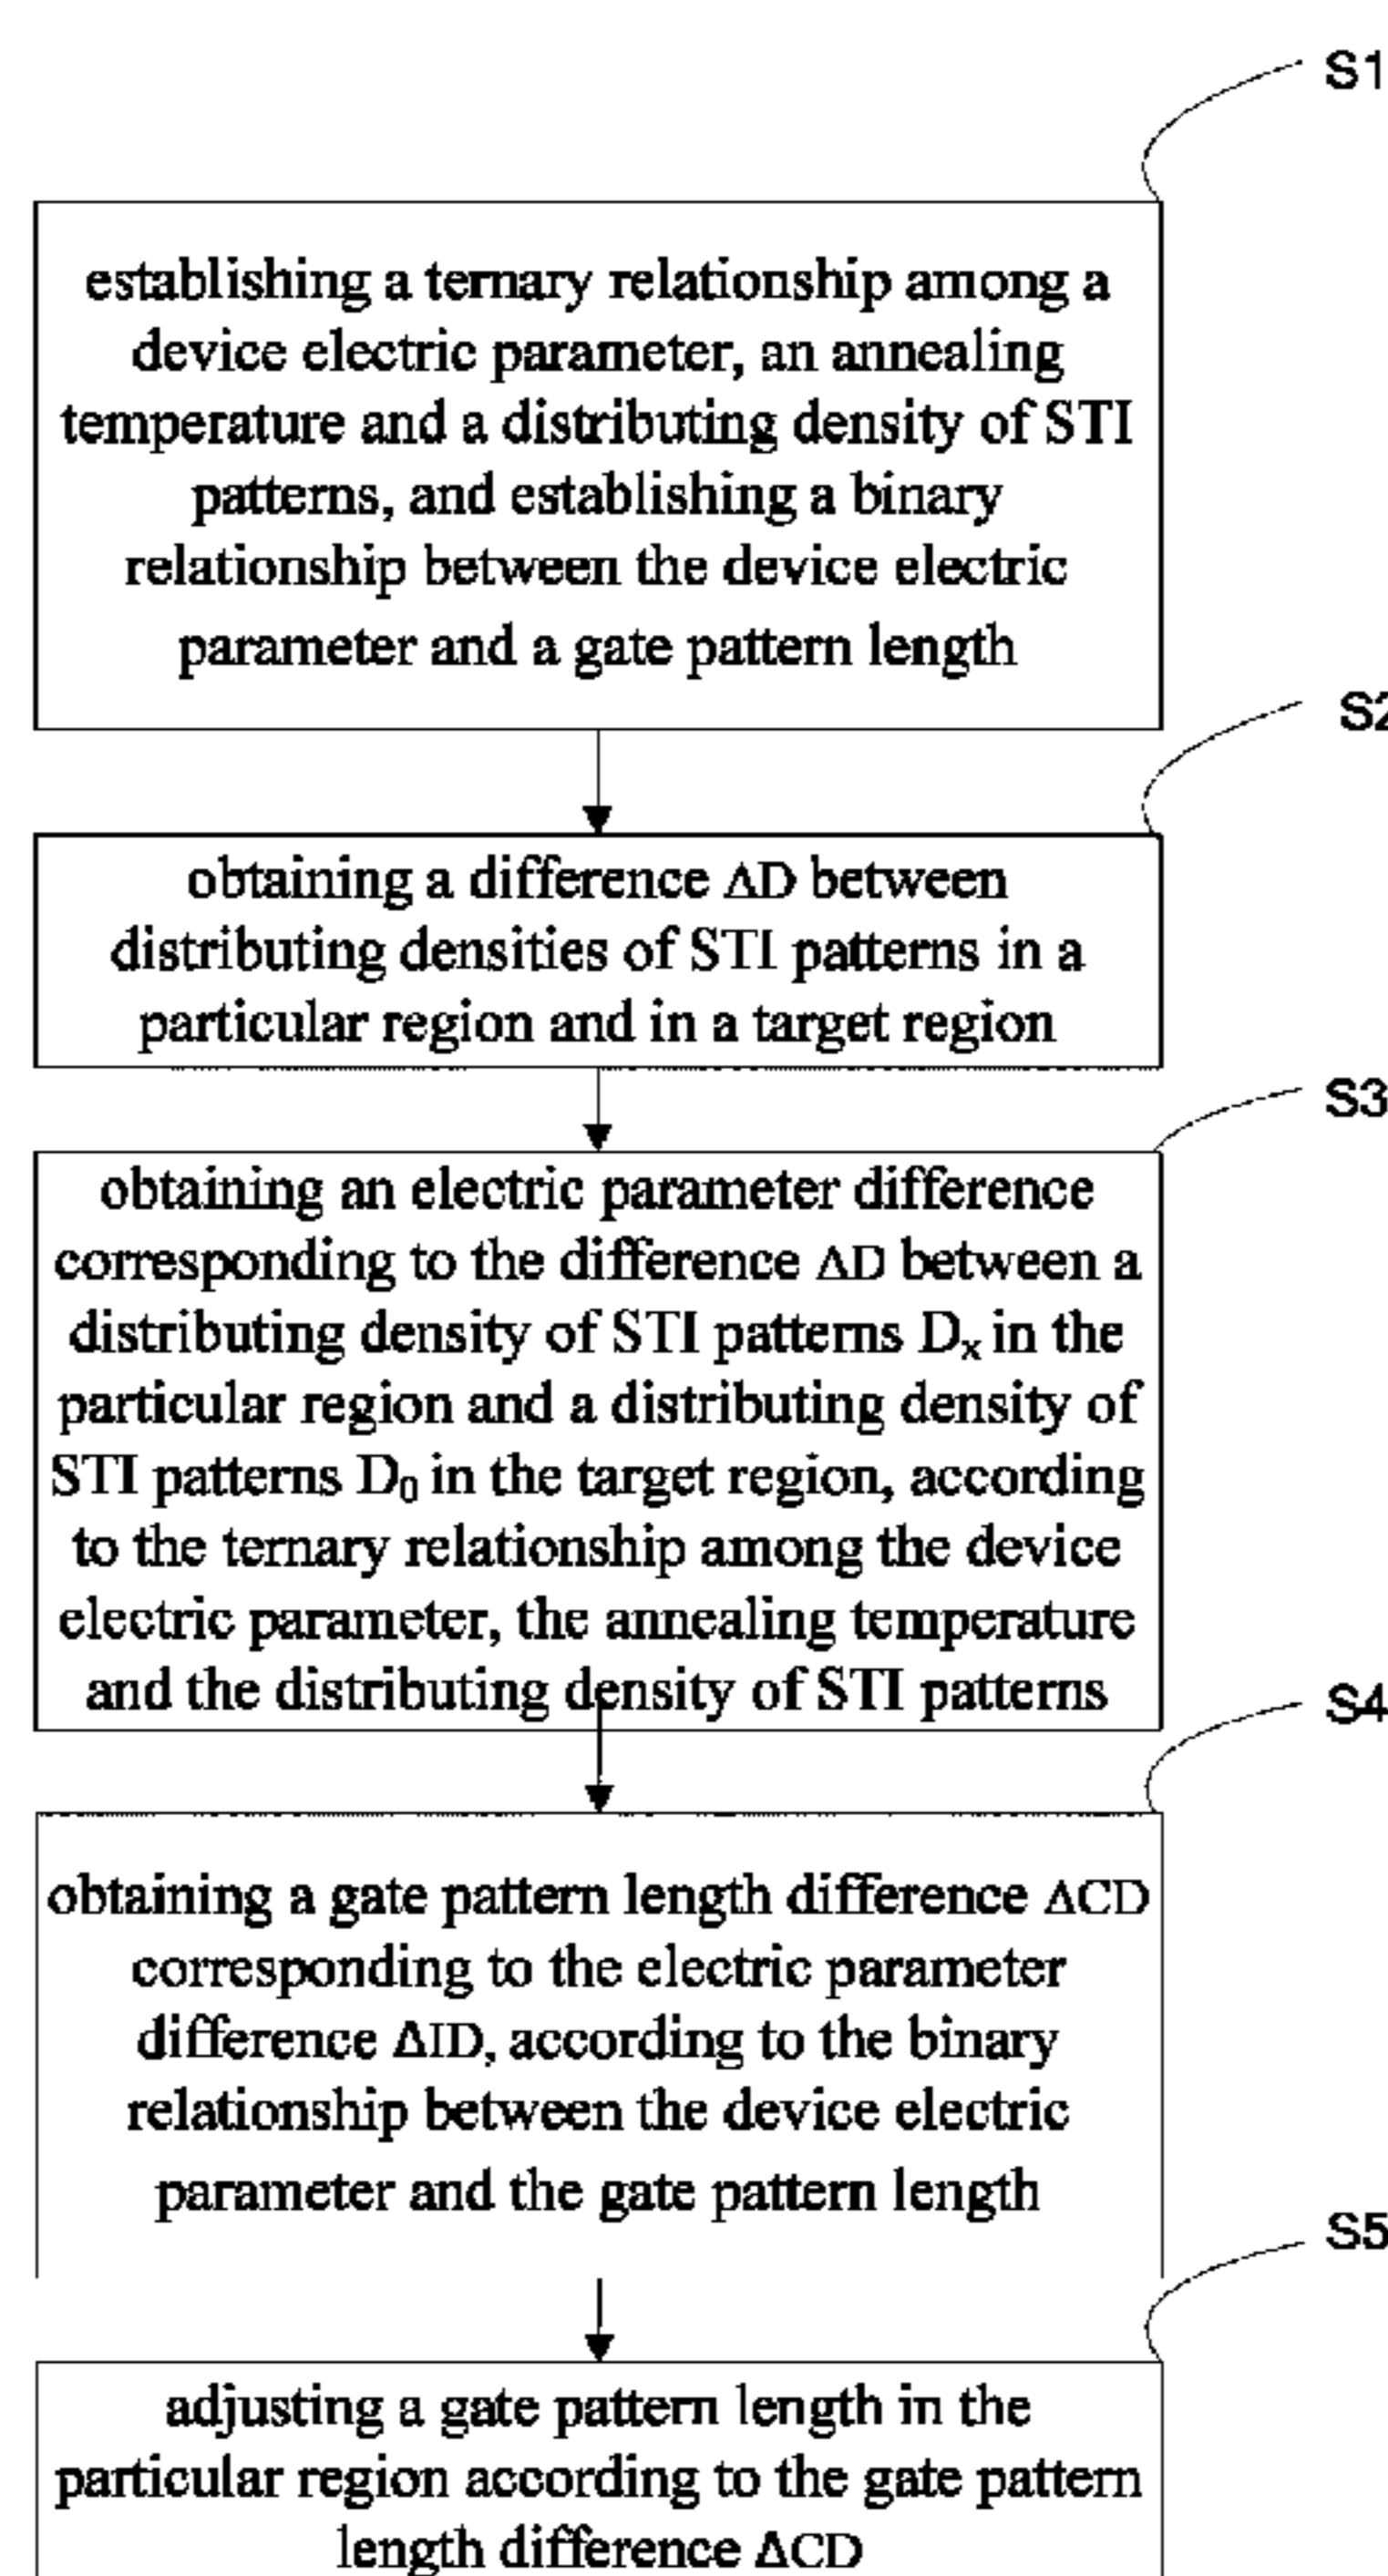 S1
establishing a ternary relationship among a
device electric parameter, an annealing
temperature and a distributing density of STI
patterns, and establishing a binary
relationship between the device electric
parameter and a gate pattern length
S2
obtaining a difference ΔD between
distributing densities of STI patterns in a
particular region and in a target region
S3
obtaining an electric parameter difference
corresponding to the difference ΔD between a
distributing density of STI patterns Dₓ in the
particular region and a distributing density of
STI patterns D₀ in the target region, according
to the ternary relationship among the device
electric parameter, the annealing temperature
and the distributing density of STI patterns
S4
obtaining a gate pattern length difference ΔCD
corresponding to the electric parameter
difference ΔID, according to the binary
relationship between the device electric
parameter and the gate pattern length
S5
adjusting a gate pattern length in the
particular region according to the gate pattern
length difference ΔCD